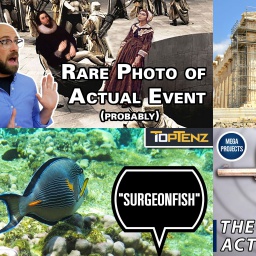 RARE PHOTO OF
ACTUAL EVENT
(PROBABLY)
TOPTENZ
MEGA
PROJECTS
"SURGEONFISH"
THE
ACT